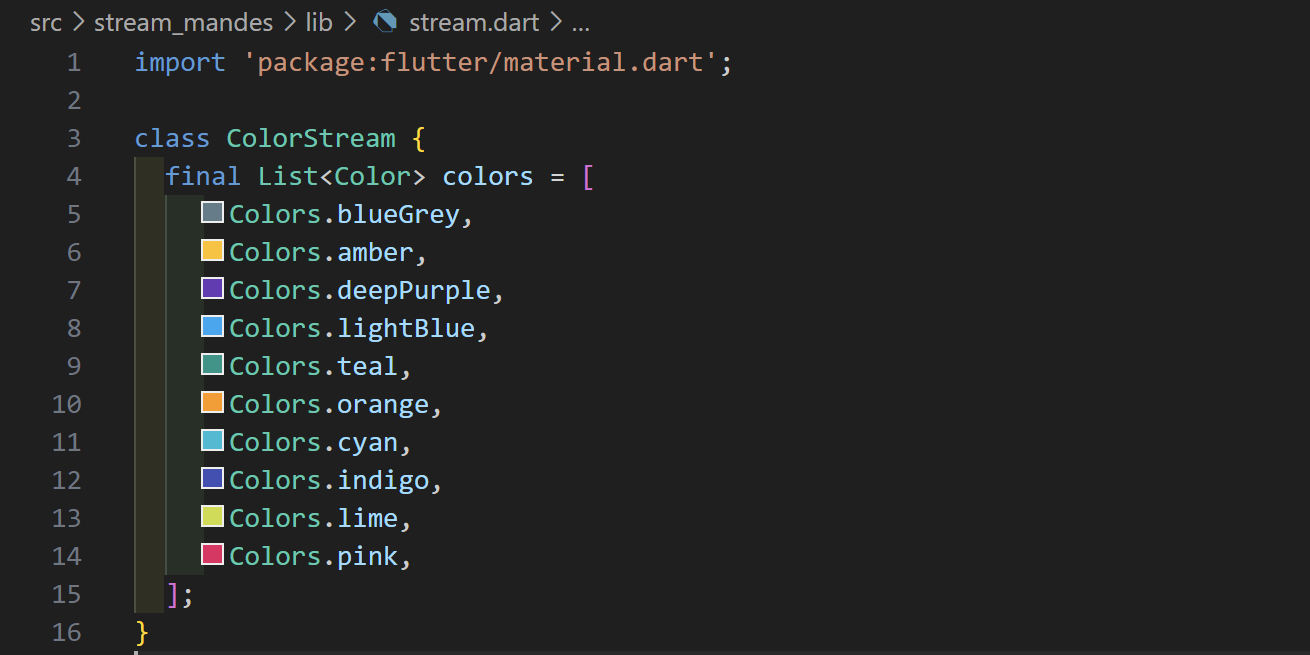 src > stream_mandes > lib > stream.dart > ...
1 import 'package:flutter/material.dart';
2
3 class ColorStream {
4   final List<Color> colors = [
5     Colors.blueGrey,
6     Colors.amber,
7     Colors.deepPurple,
8     Colors.lightBlue,
9     Colors.teal,
10     Colors.orange,
11     Colors.cyan,
12     Colors.indigo,
13     Colors.lime,
14     Colors.pink,
15   ];
16 }